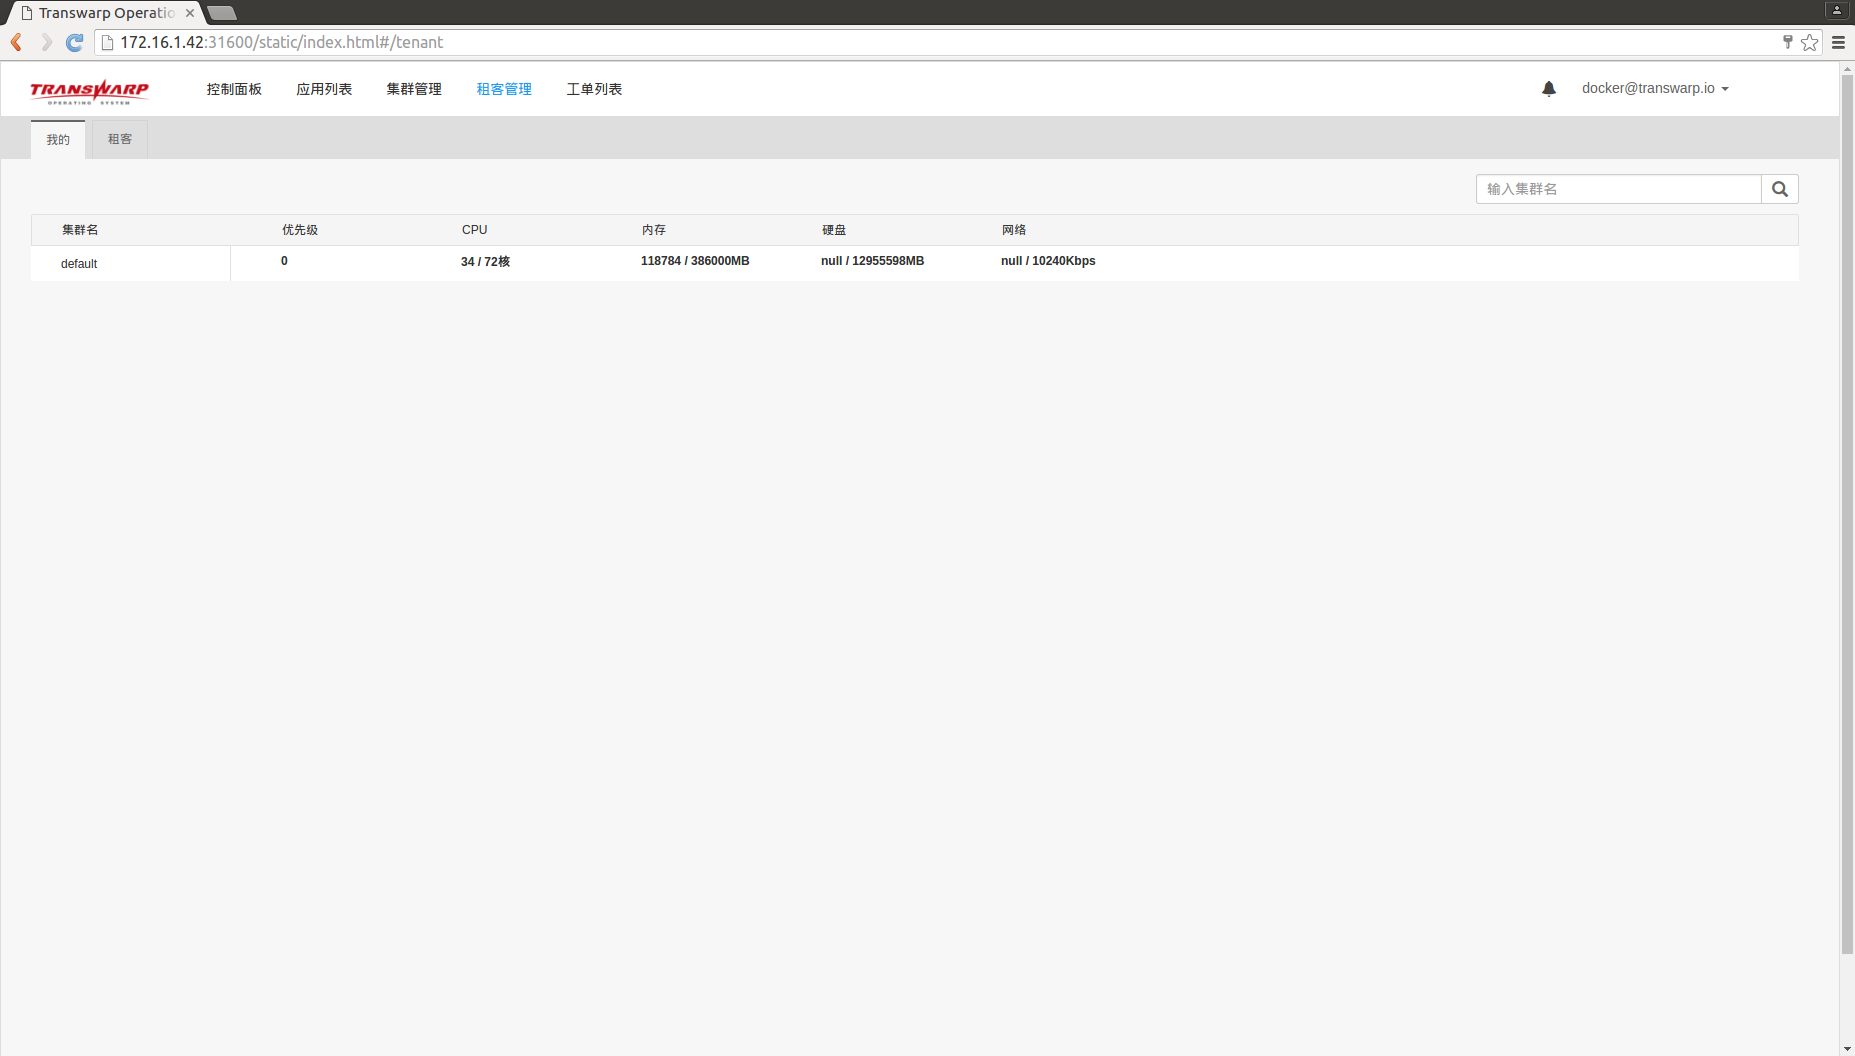 Transwarp Operatio
172.16.1.42:31600/static/index.html#/tenant
TRANSWARP
OPERATING SYSTEM
控制面板 应用列表 集群管理 租客管理 工单列表 docker@transwarp.io
我的 租客
输入集群名
集群名 优先级 CPU 内存 硬盘 网络
default 0 34 / 72核 118784 / 386000MB null / 12955598MB null / 10240Kbps